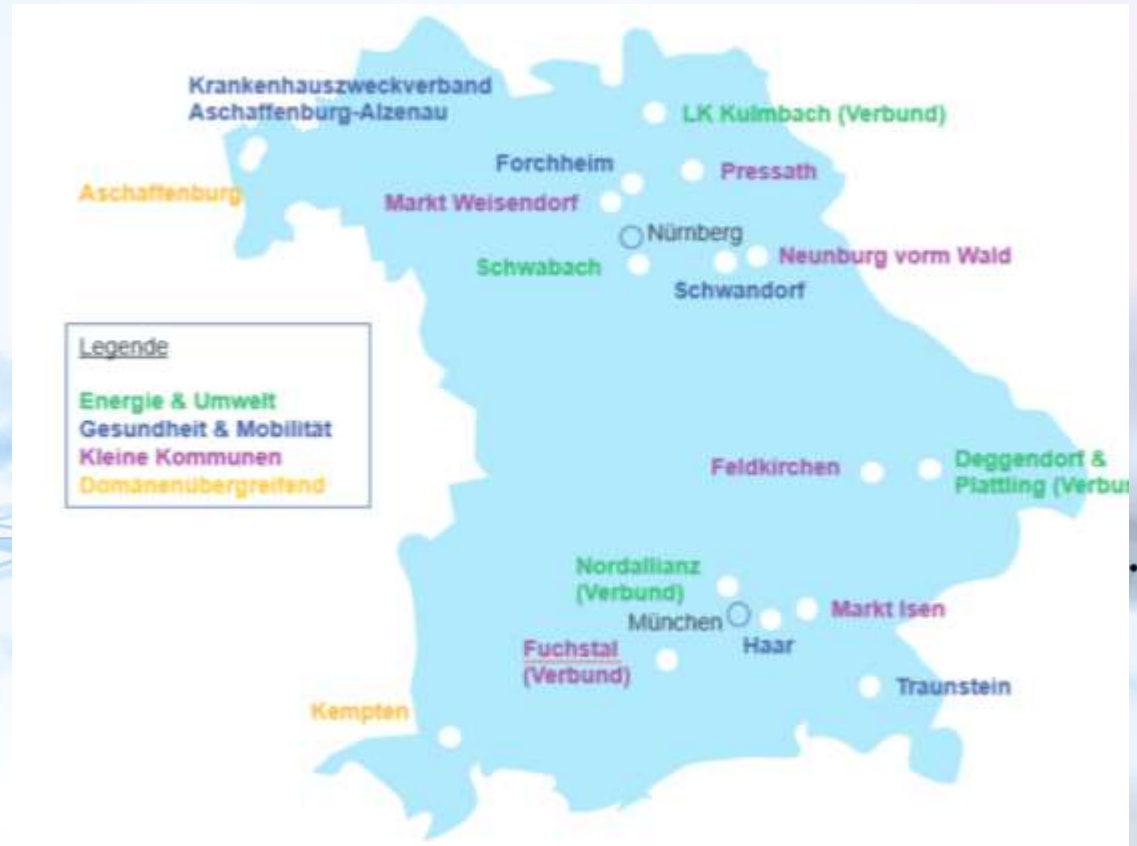 Krankenhauszweckverband
Aschaffenburg-Alzenau
LK Kulmbach (Verbund)
Forchheim
Pressath
Aschaffenburg
Markt Weisendorf
Nürnberg
Neunburg vorm Wald
Schwabach
Schwandorf
Legende
Energie & Umwelt
Gesundheit & Mobilität
Kleine Kommunen
Domänenübergreifend
Feldkirchen
Deggendorf &
Plattling (Verbu
Nordallianz
(Verbund)
München
Markt Isen
Haar
Fuchstal
(Verbund)
Traunstein
Kempten